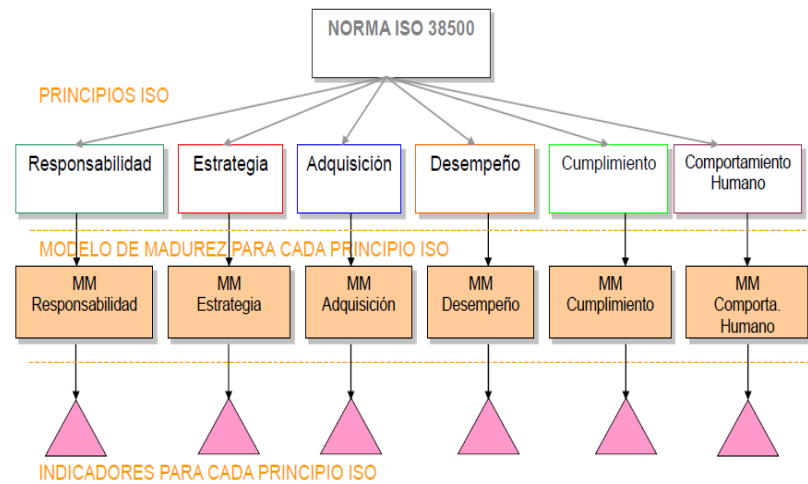 NORMA ISO 38500
PRINCIPIOS ISO
Responsabilidad
Estrategia
Adquisición
Desempeño
Cumplimiento
Comportamiento
Humano
MODELO DE MADUREZ PARA CADA PRINCIPIO ISO
MM
Responsabilidad
MM
Estrategia
MM
Adquisición
MM
Desempeño
MM
Cumplimiento
MM
Comporta.
Humano
INDICADORES PARA CADA PRINCIPIO ISO